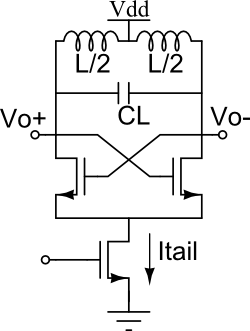 Vdd
L/2 L/2
CL
Vo+ Vo-
Itail